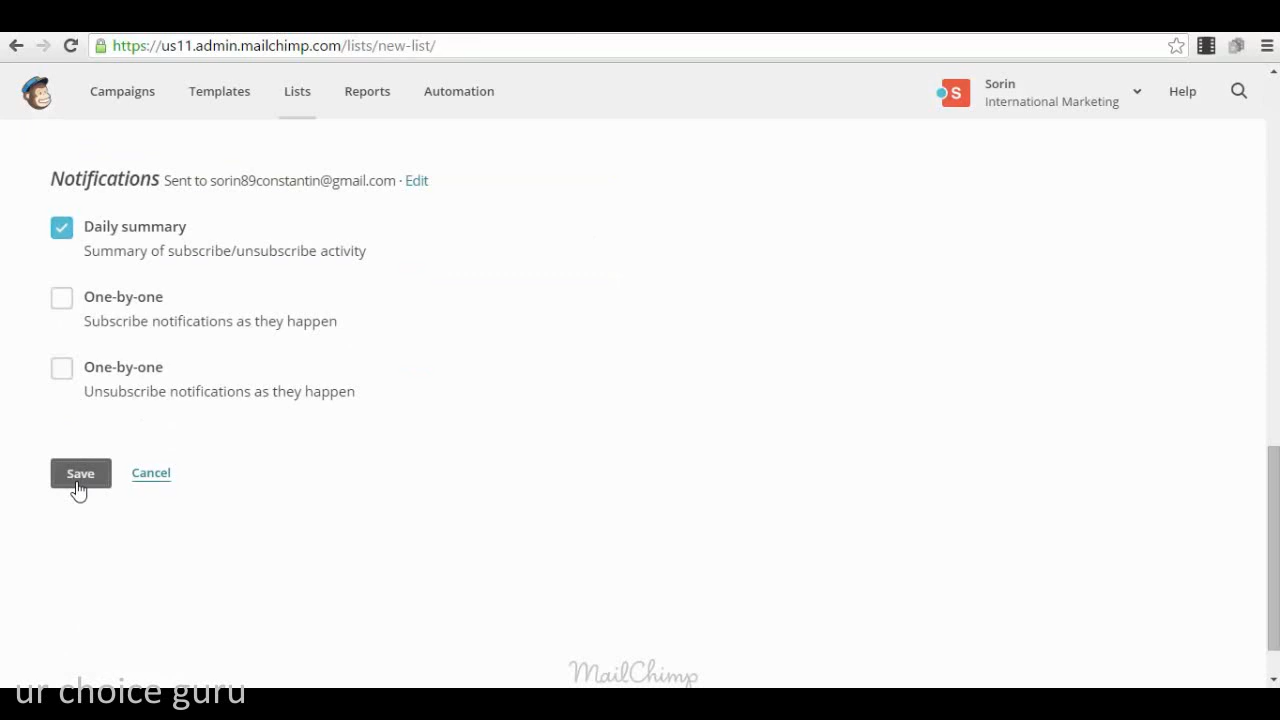 https://us11.admin.mailchimp.com/lists/new-list/
Campaigns Templates Lists Reports Automation
S
Sorin
International Marketing
Help
Notifications Sent to sorin89constantin@gmail.com · Edit
Daily summary
Summary of subscribe/unsubscribe activity
One-by-one
Subscribe notifications as they happen
One-by-one
Unsubscribe notifications as they happen
Save Cancel
MailChimp
ur choice guru